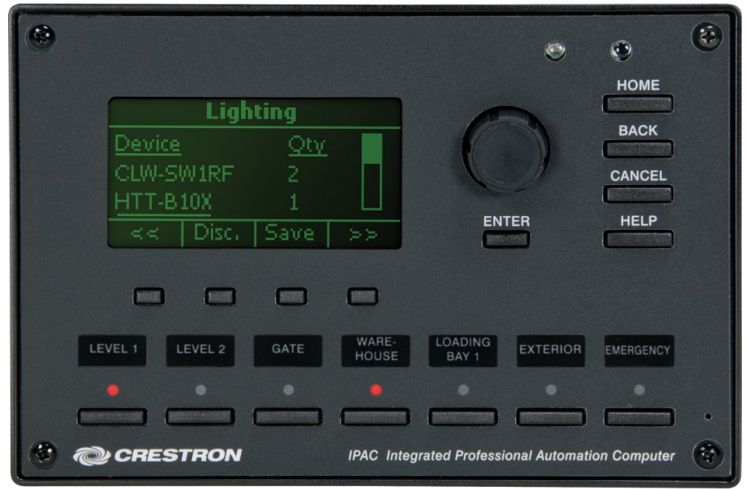 HOME
Lighting
BACK
Device Qty
CLW-SW1RF 2
HTT-B10X 1
CANCEL
ENTER
HELP
<< Disc. Save >>
LEVEL 1
LEVEL 2
GATE
WARE-
HOUSE
LOADING
BAY 1
EXTERIOR
EMERGENCY
CRESTRON
IPAC Integrated Professional Automation Computer